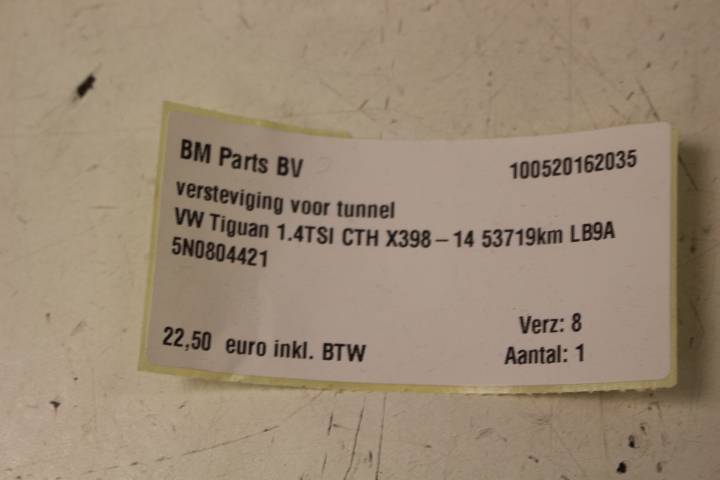 BM Parts BV 100520162035
versteviging voor tunnel
VW Tiguan 1.4TSI CTH X398-14 53719km LB9A
5N0804421
Verz: 8
22,50 euro inkl. BTW Aantal: 1